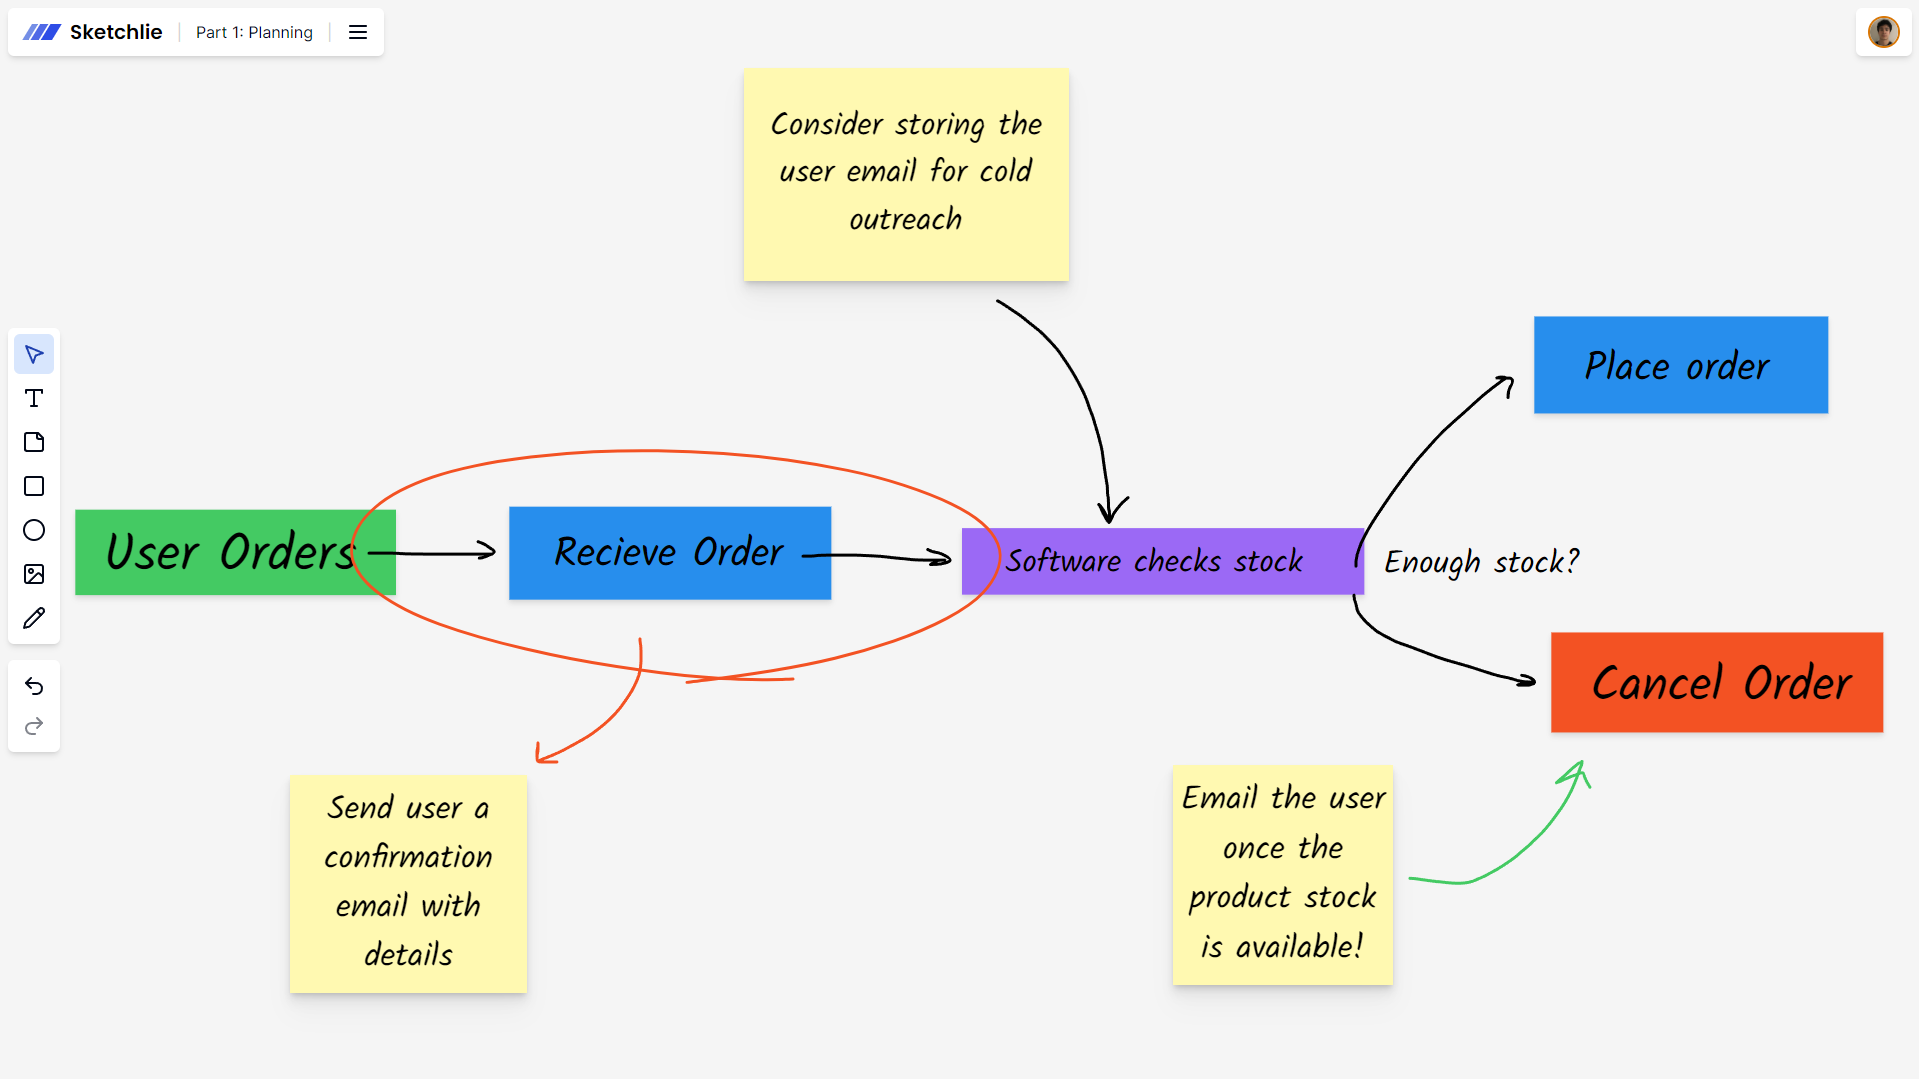 Sketchlie
Part 1: Planning
Consider storing the
user email for cold
outreach
Place order
User Orders
Recieve Order
Software checks stock
Enough stock?
Cancel Order
Send user a
confirmation
email with
details
Email the user
once the
product stock
is available!